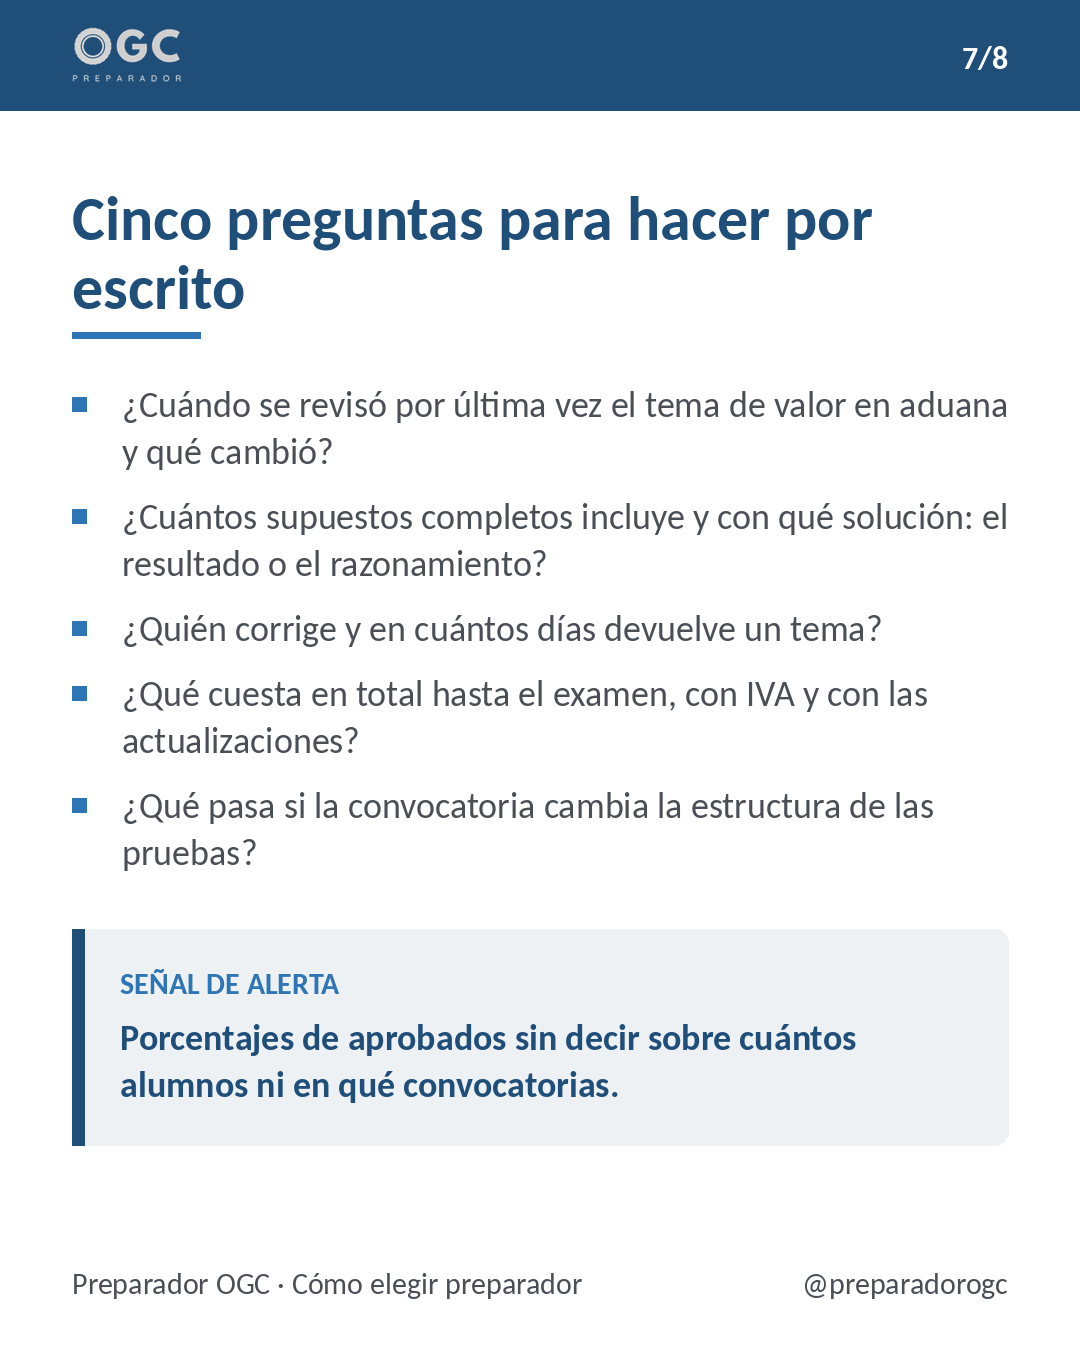 OGC
PREPARADOR
7/8
Cinco preguntas para hacer por
escrito
¿Cuándo se revisó por última vez el tema de valor en aduana
y qué cambió?
¿Cuántos supuestos completos incluye y con qué solución: el
resultado o el razonamiento?
¿Quién corrige y en cuántos días devuelve un tema?
¿Qué cuesta en total hasta el examen, con IVA y con las
actualizaciones?
¿Qué pasa si la convocatoria cambia la estructura de las
pruebas?
SEÑAL DE ALERTA
Porcentajes de aprobados sin decir sobre cuántos
alumnos ni en qué convocatorias.
Preparador OGC · Cómo elegir preparador
@preparadorogc